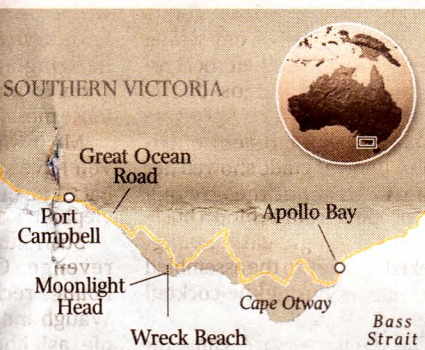 SOUTHERN VICTORIA
Great Ocean
Road
Port
Campbell
Apollo Bay
Moonlight
Head
Cape Otway
Wreck Beach
Bass
Strait